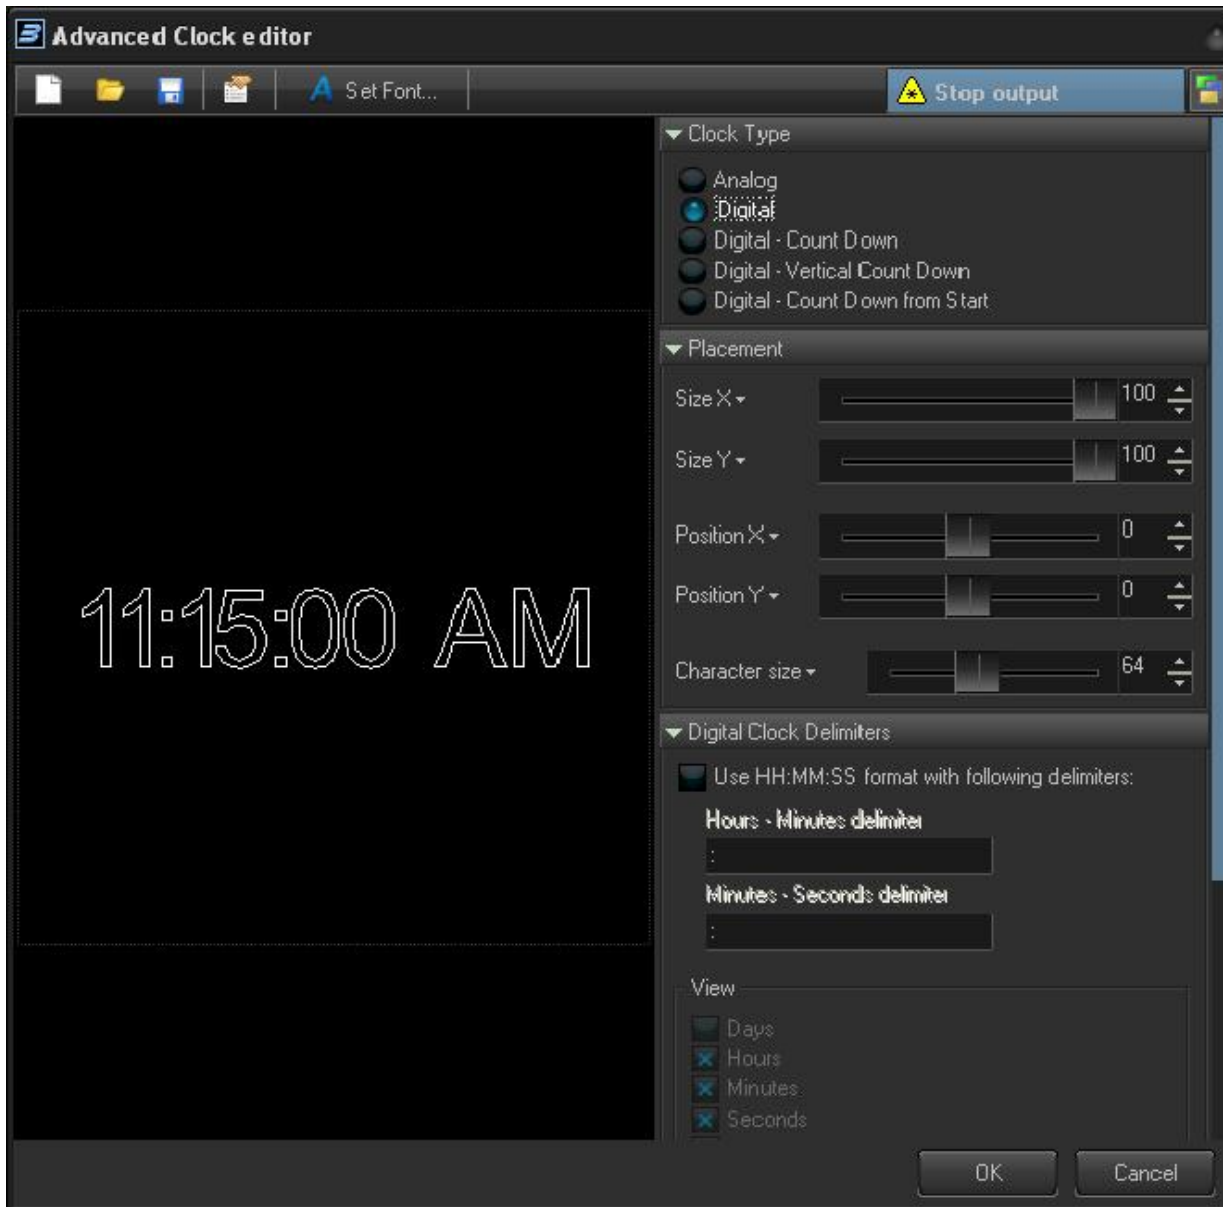 Advanced Clock editor
Set Font...
Stop output
Clock Type
Analog
Digital
Digital - Count Down
Digital - Vertical Count Down
Digital - Count Down from Start
Placement
Size X
100
Size Y
100
Position X
0
Position Y
0
Character size
64
11:15:00 AM
Digital Clock Delimiters
Use HH:MM:SS format with following delimiters:
Hours - Minutes delimiter
:
Minutes - Seconds delimiter
:
View
Days
Hours
Minutes
Seconds
OK
Cancel